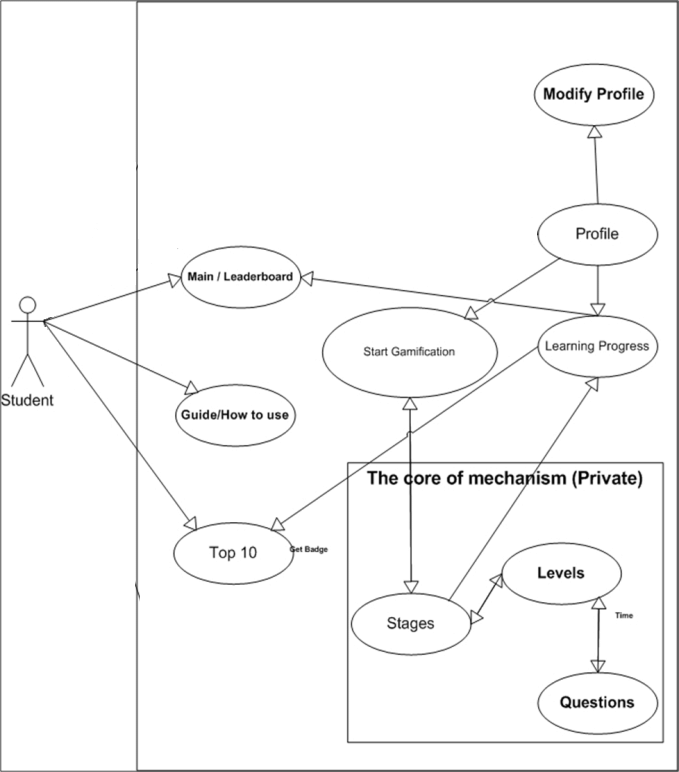 Modify Profile
Profile
Main / Leaderboard
Start Gamification
Learning Progress
Student
Guide/How to use
The core of mechanism (Private)
Top 10
Get Badge
Levels
Time
Stages
Questions